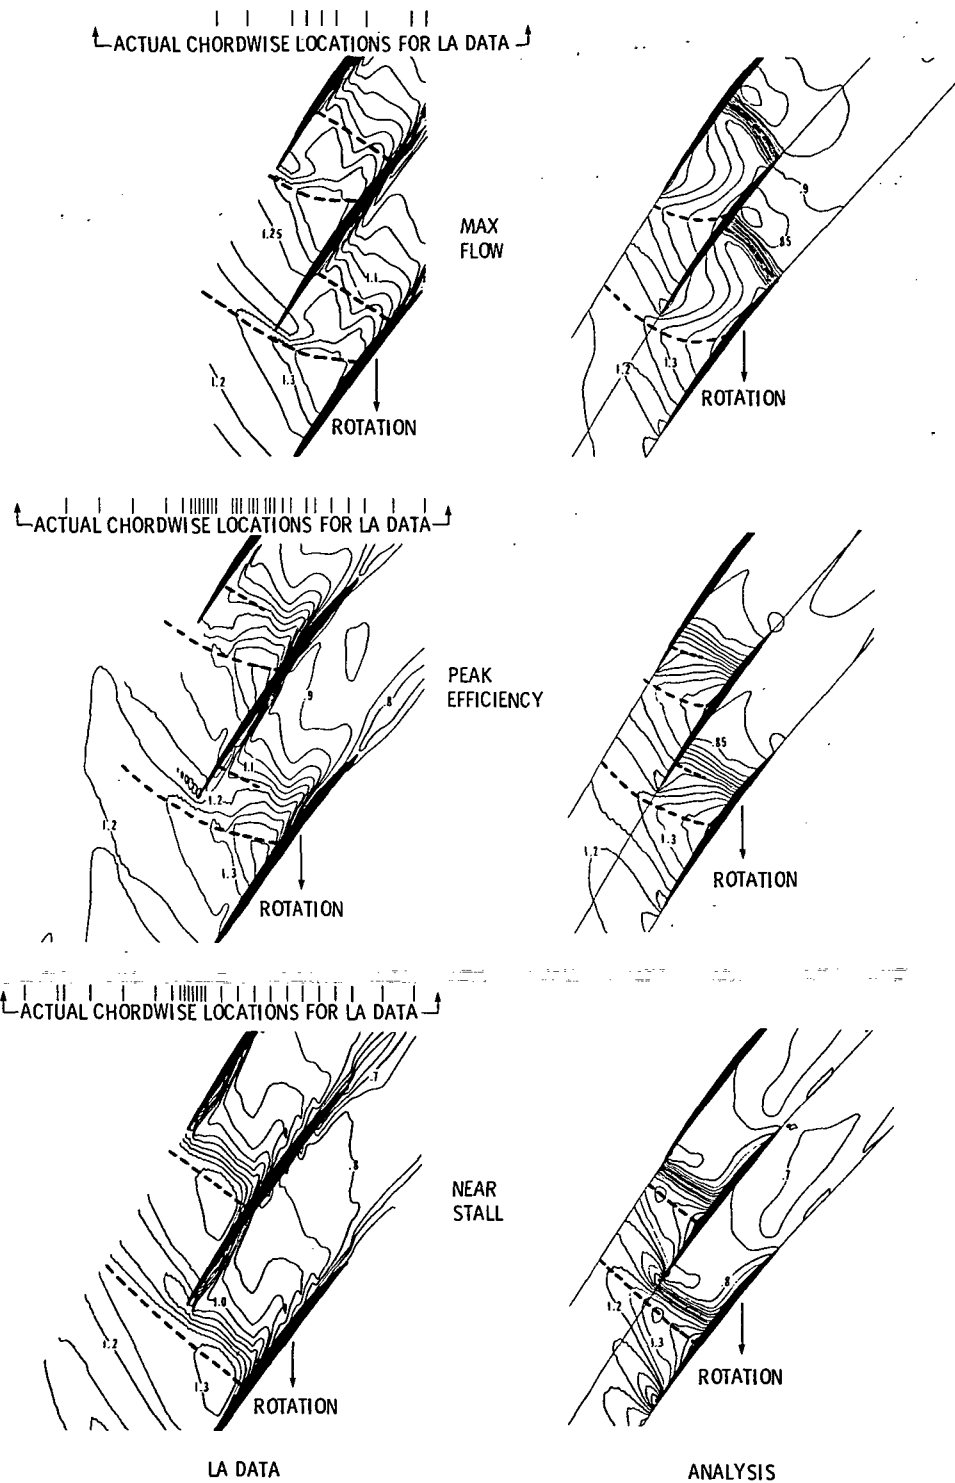 ACTUAL CHORDWISE LOCATIONS FOR LA DATA
1.25
1.1
1.2
1.3
ROTATION
MAX
FLOW
.9
.85
1.2
1.3
ROTATION
ACTUAL CHORDWISE LOCATIONS FOR LA DATA
.9
.8
1.1
1.2
1.2
1.3
ROTATION
PEAK
EFFICIENCY
.85
1.2
1.3
ROTATION
ACTUAL CHORDWISE LOCATIONS FOR LA DATA
.7
.8
1.0
1.2
1.3
ROTATION
NEAR
STALL
.8
1.2
1.3
ROTATION
LA DATA
ANALYSIS